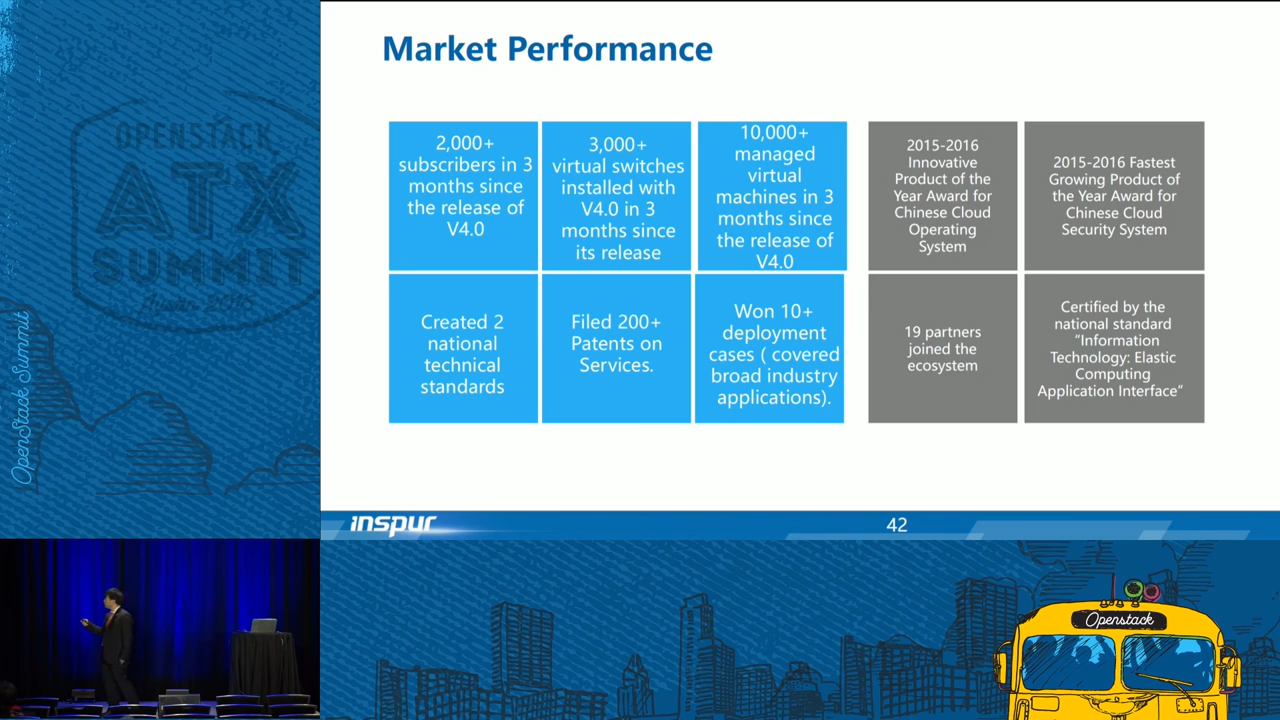 Market Performance
2,000+
subscribers in 3
months since
the release of
V4.0
3,000+
virtual switches
installed with
V4.0 in 3
months since
its release
10,000+
managed
virtual
machines in 3
months since
the release of
V4.0
2015-2016
Innovative
Product of the
Year Award for
Chinese Cloud
Operating
System
2015-2016 Fastest
Growing Product of
the Year Award for
Chinese Cloud
Security System
Created 2
national
technical
standards
Filed 200+
Patents on
Services.
Won 10+
deployment
cases ( covered
broad industry
applications).
19 partners
joined the
ecosystem
Certified by the
national standard
“Information
Technology: Elastic
Computing
Application Interface”
inspur
42
OPENSTACK
ATX
SUMMIT
Austin 2016
OpenStack Summit
Openstack